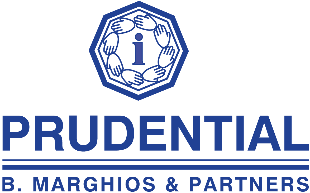 i
PRUDENTIAL
B. MARGHIOS & PARTNERS